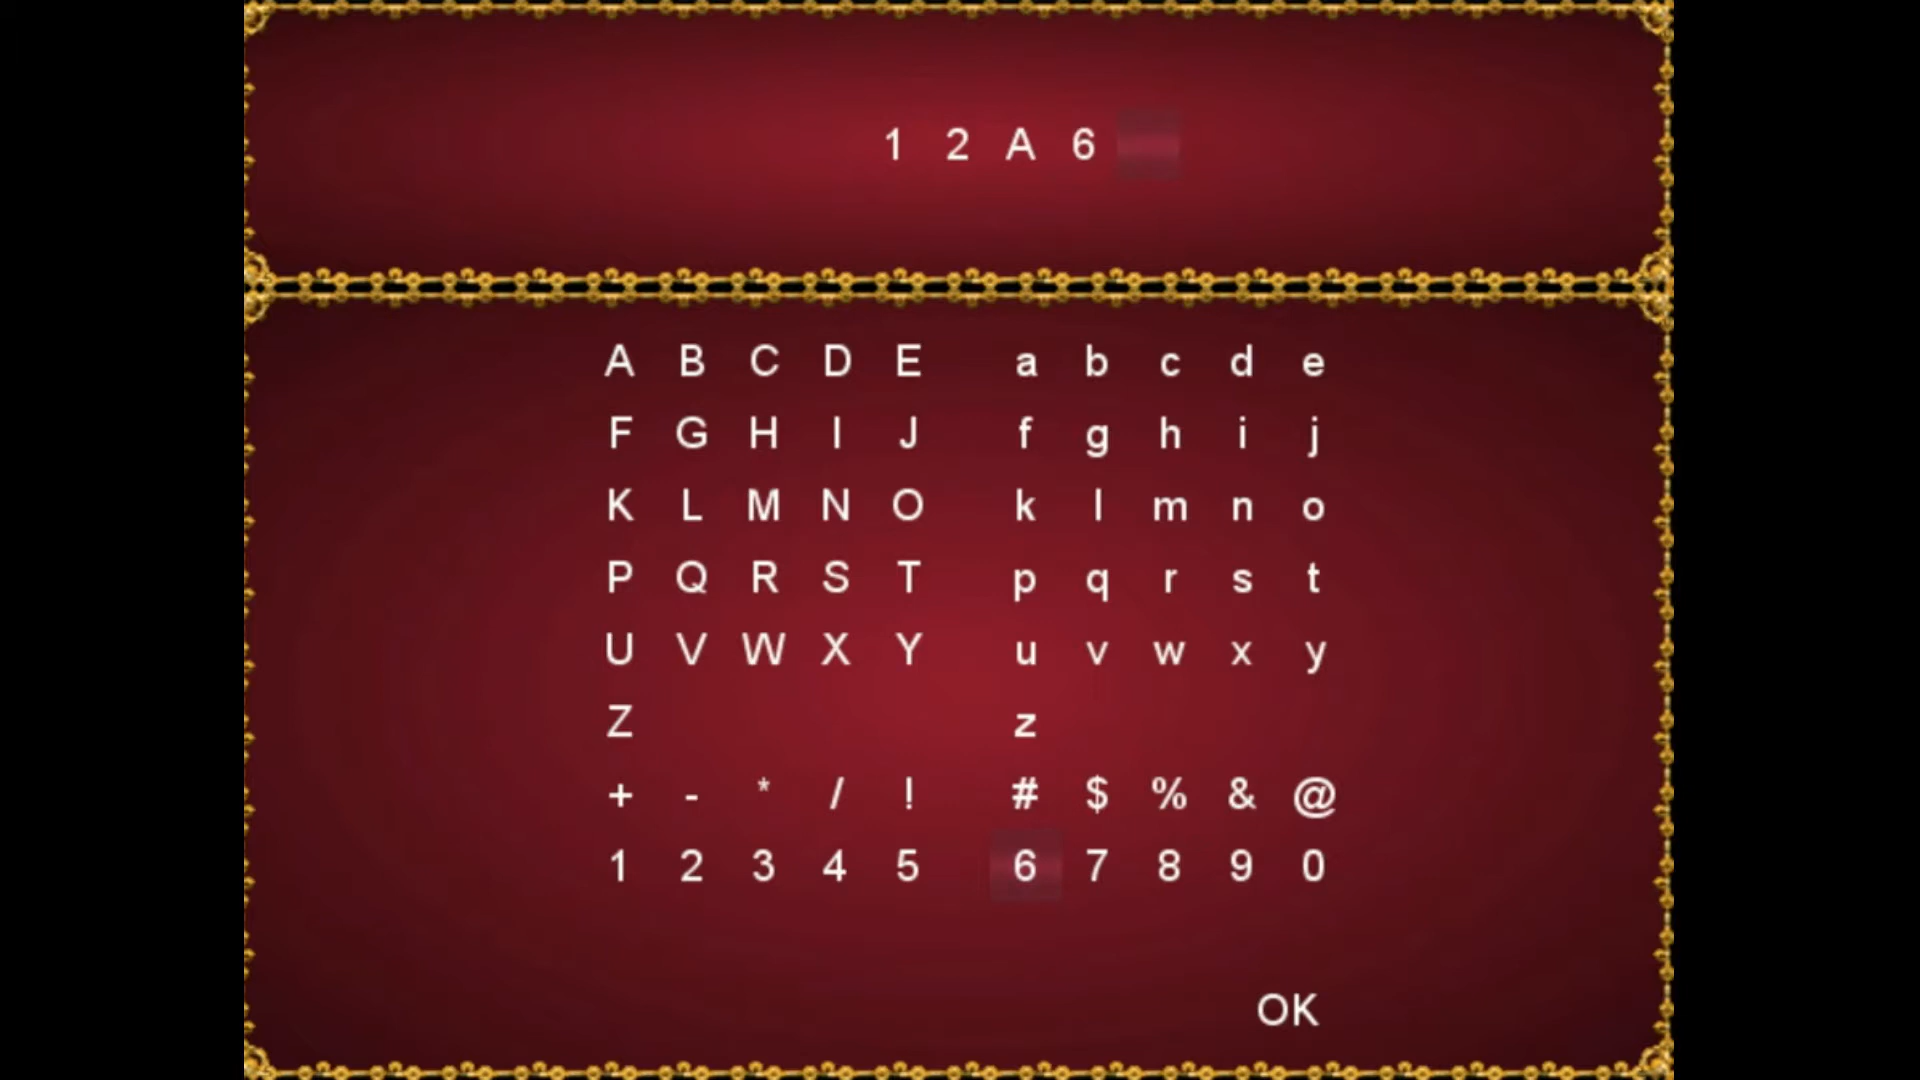 1 2 A 6
A B C D E a b c d e
F G H I J f g h i j
K L M N O k l m n o
P Q R S T p q r s t
U V W X Y u v w x y
Z z
+ - * / ! # $ % & @
1 2 3 4 5 6 7 8 9 0
OK